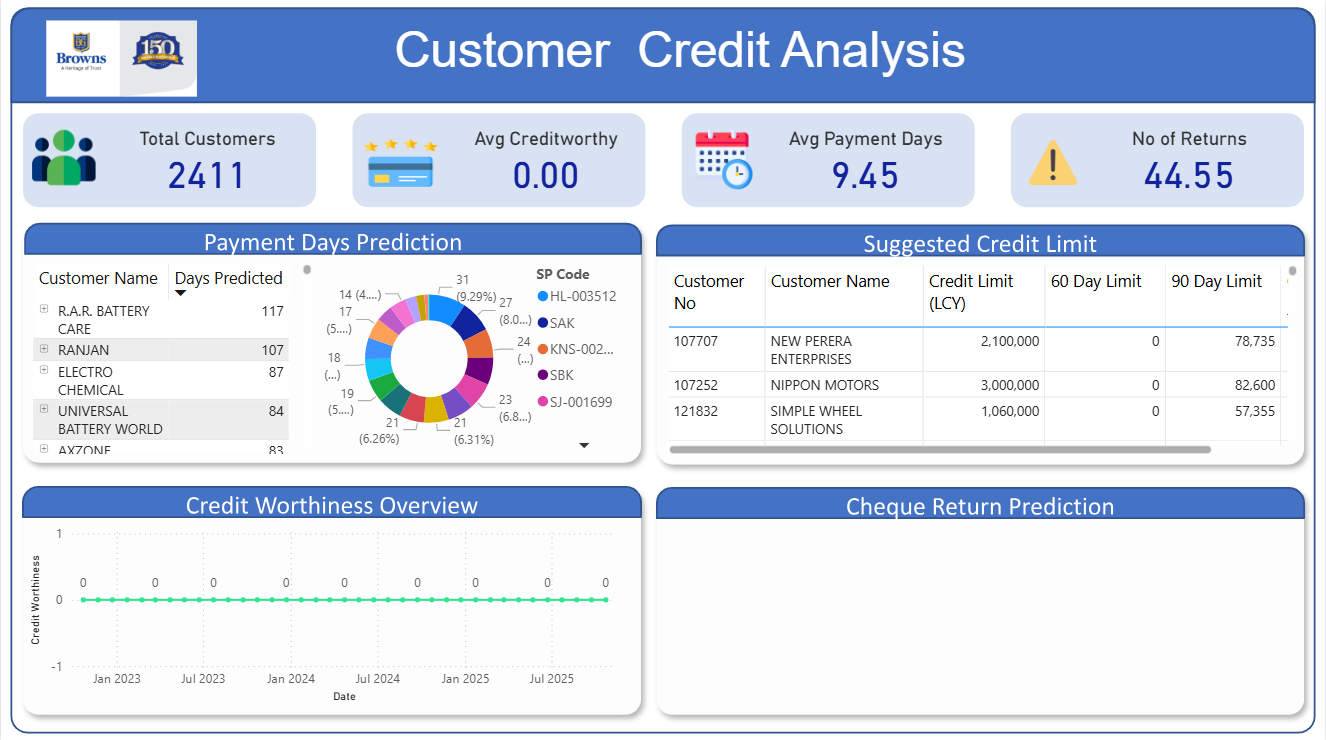 Browns
A Heritage of Trust
150
Customer  Credit Analysis
Total Customers
2411
Avg Creditworthy
0.00
Avg Payment Days
9.45
No of Returns
44.55
Payment Days Prediction
Customer Name
Days Predicted
R.A.R. BATTERY
CARE
117
RANJAN
107
ELECTRO
CHEMICAL
87
UNIVERSAL
BATTERY WORLD
84
AXZONE
83
31
(9.29%)
27
(8.0...)
24
(...)
23
(6.8...)
21
(6.31%)
21
(6.26%)
19
(5....)
18
(...)
17
(5....)
14 (4....)
SP Code
HL-003512
SAK
KNS-002...
SBK
SJ-001699
Suggested Credit Limit
Customer
No
Customer Name
Credit Limit
(LCY)
60 Day Limit
90 Day Limit
107707
NEW PERERA
ENTERPRISES
2,100,000
0
78,735
107252
NIPPON MOTORS
3,000,000
0
82,600
121832
SIMPLE WHEEL
SOLUTIONS
1,060,000
0
57,355
Credit Worthiness Overview
Credit Worthiness
1
0
-1
0 0 0 0 0 0 0 0 0
Jan 2023 Jul 2023 Jan 2024 Jul 2024 Jan 2025 Jul 2025
Date
Cheque Return Prediction